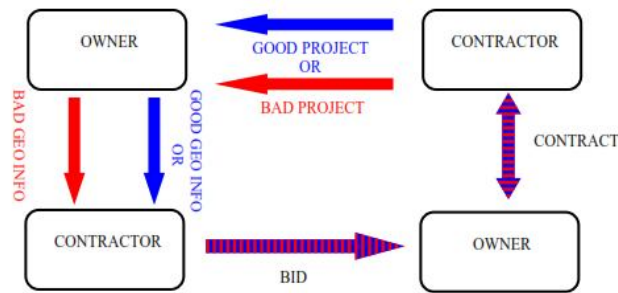 OWNER
GOOD PROJECT
OR
BAD PROJECT
CONTRACTOR
BAD GEO INFO
GOOD GEO INFO
OR
CONTRACT
CONTRACTOR
BID
OWNER